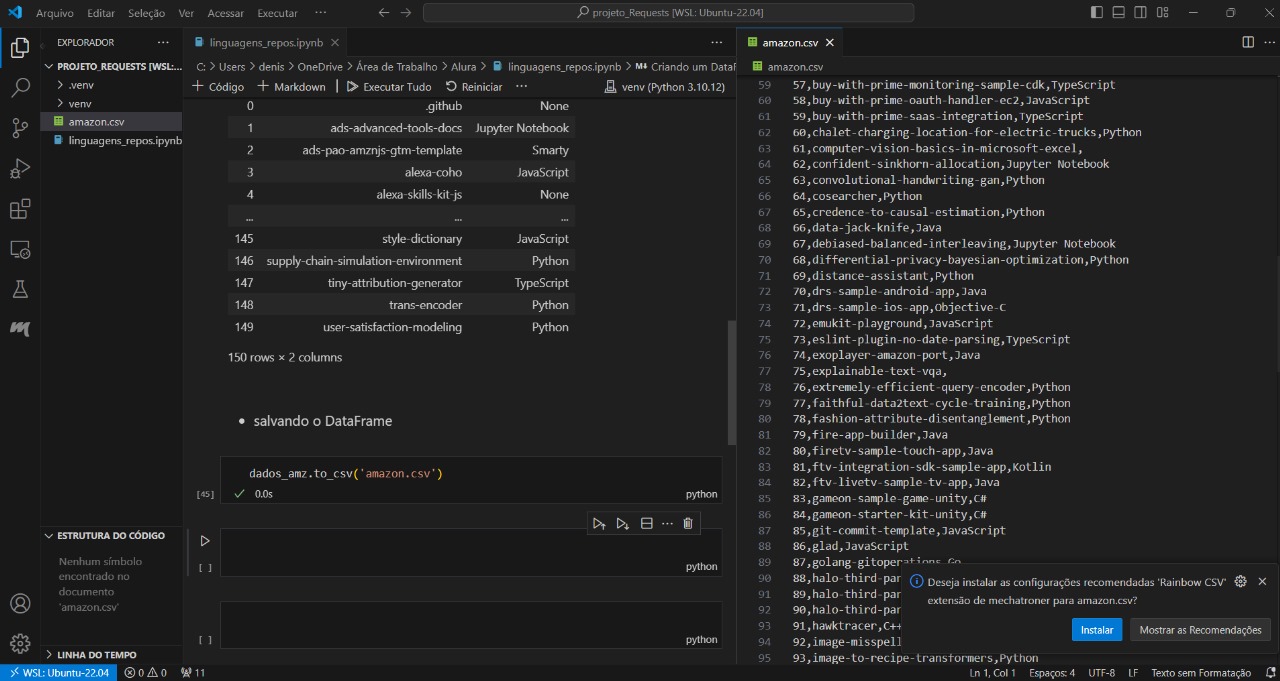 Arquivo Editar Seleção Ver Acessar Executar ··· projeto_Requests [WSL: Ubuntu-22.04]
EXPLORADOR ···
PROJETO_REQUESTS [WSL:...
.venv
venv
amazon.csv
linguagens_repos.ipynb
ESTRUTURA DO CÓDIGO
Nenhum símbolo
encontrado no
documento
'amazon.csv'
LINHA DO TEMPO
linguagens_repos.ipynb ···
C: > Users > denis > OneDrive > Área de Trabalho > Alura > linguagens_repos.ipynb > M↓ Criando um DataF
+ Código + Markdown | Executar Tudo Reiniciar ··· venv (Python 3.10.12)
0 .github None
1 ads-advanced-tools-docs Jupyter Notebook
2 ads-pao-amznjs-gtm-template Smarty
3 alexa-coho JavaScript
4 alexa-skills-kit-js None
... ... ...
145 style-dictionary JavaScript
146 supply-chain-simulation-environment Python
147 tiny-attribution-generator TypeScript
148 trans-encoder Python
149 user-satisfaction-modeling Python
150 rows × 2 columns
• salvando o DataFrame
dados_amz.to_csv('amazon.csv')
[45] 0.0s python
[ ] python
[ ] python
amazon.csv ···
amazon.csv
59 57,buy-with-prime-monitoring-sample-cdk,TypeScript
60 58,buy-with-prime-oauth-handler-ec2,JavaScript
61 59,buy-with-prime-saas-integration,TypeScript
62 60,chalet-charging-location-for-electric-trucks,Python
63 61,computer-vision-basics-in-microsoft-excel,
64 62,confident-sinkhorn-allocation,Jupyter Notebook
65 63,convolutional-handwriting-gan,Python
66 64,cosearcher,Python
67 65,credence-to-causal-estimation,Python
68 66,data-jack-knife,Java
69 67,debiased-balanced-interleaving,Jupyter Notebook
70 68,differential-privacy-bayesian-optimization,Python
71 69,distance-assistant,Python
72 70,drs-sample-android-app,Java
73 71,drs-sample-ios-app,Objective-C
74 72,emukit-playground,JavaScript
75 73,eslint-plugin-no-date-parsing,TypeScript
76 74,exoplayer-amazon-port,Java
77 75,explainable-text-vqa,
78 76,extremely-efficient-query-encoder,Python
79 77,faithful-data2text-cycle-training,Python
80 78,fashion-attribute-disentanglement,Python
81 79,fire-app-builder,Java
82 80,firetv-sample-touch-app,Java
83 81,ftv-integration-sdk-sample-app,Kotlin
84 82,ftv-livetv-sample-tv-app,Java
85 83,gameon-sample-game-unity,C#
86 84,gameon-starter-kit-unity,C#
87 85,git-commit-template,JavaScript
88 86,glad,JavaScript
89 87,golang-gitoperations,Go
90 88,halo-third-par
91 89,halo-third-par
92 90,halo-third-par
93 91,hawktracer,C++
94 92,image-misspell
95 93,image-to-recipe-transformers,Python
Deseja instalar as configurações recomendadas 'Rainbow CSV'
extensão de mechatroner para amazon.csv?
Instalar Mostrar as Recomendações
WSL: Ubuntu-22.04 0 0 11 Ln 1, Col 1 Espaços: 4 UTF-8 LF Texto sem Formatação